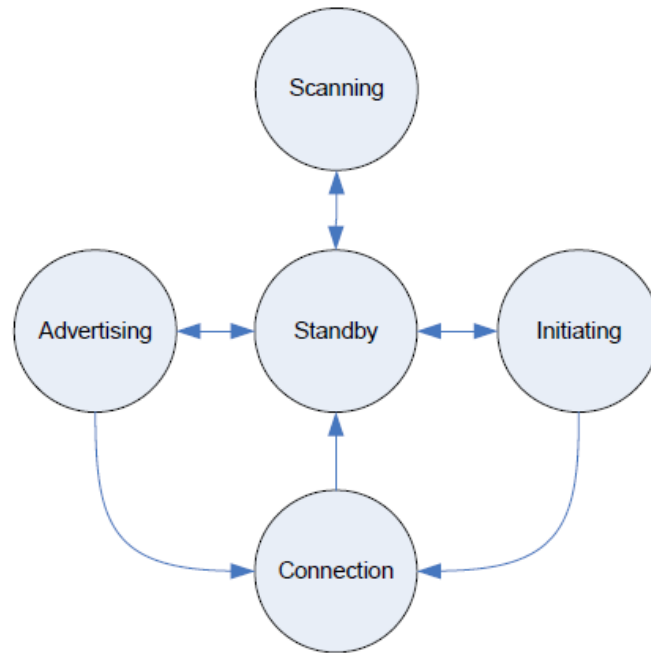 Scanning
Advertising
Standby
Initiating
Connection